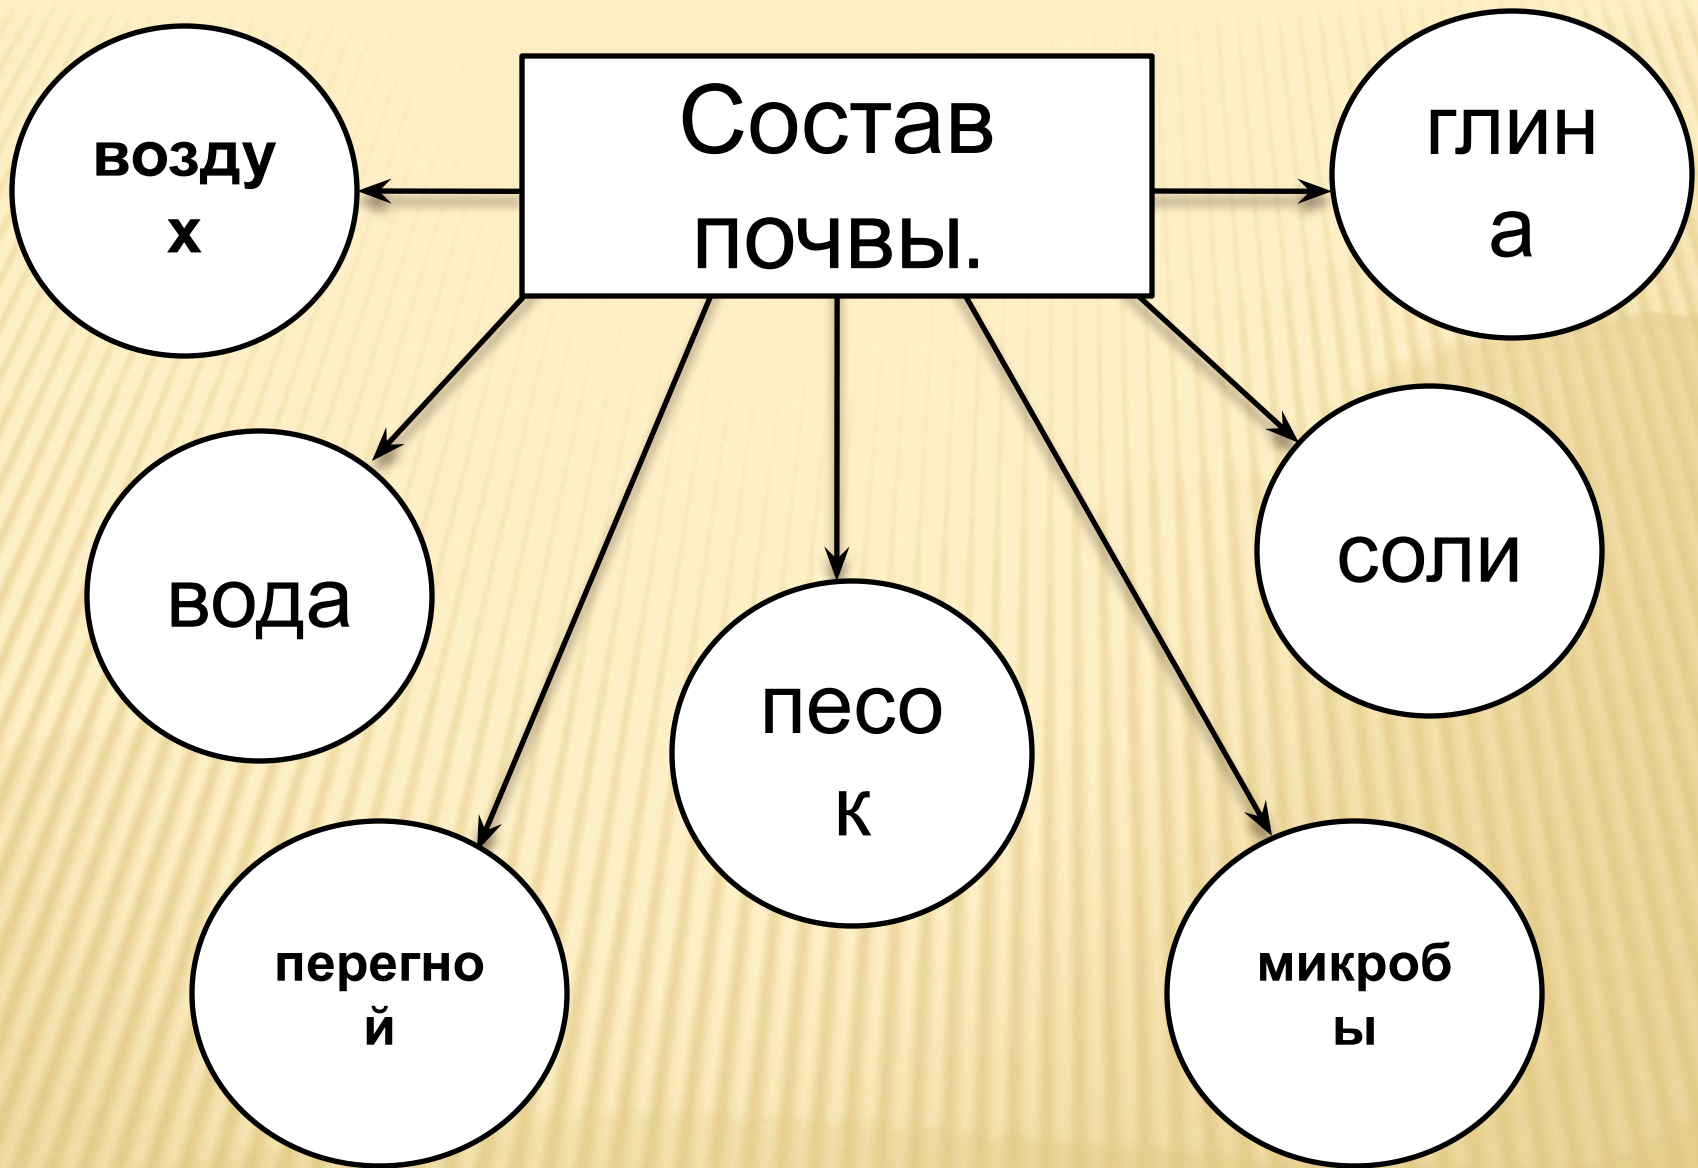 Состав
почвы.
возду
х
глин
а
вода
соли
песо
к
перегно
й
микроб
ы